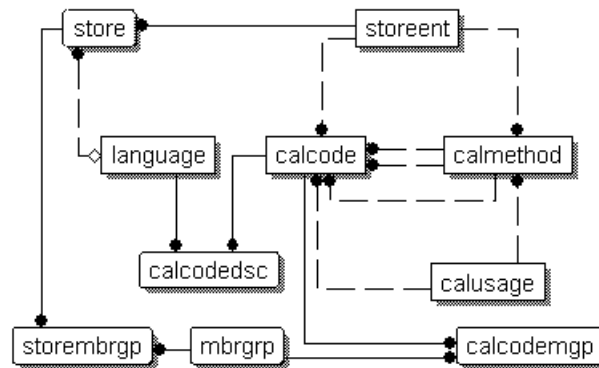 store
storeent
language
calcode
calmethod
calcodedsc
calusage
storembrgp
mbrgrp
calcodemgp